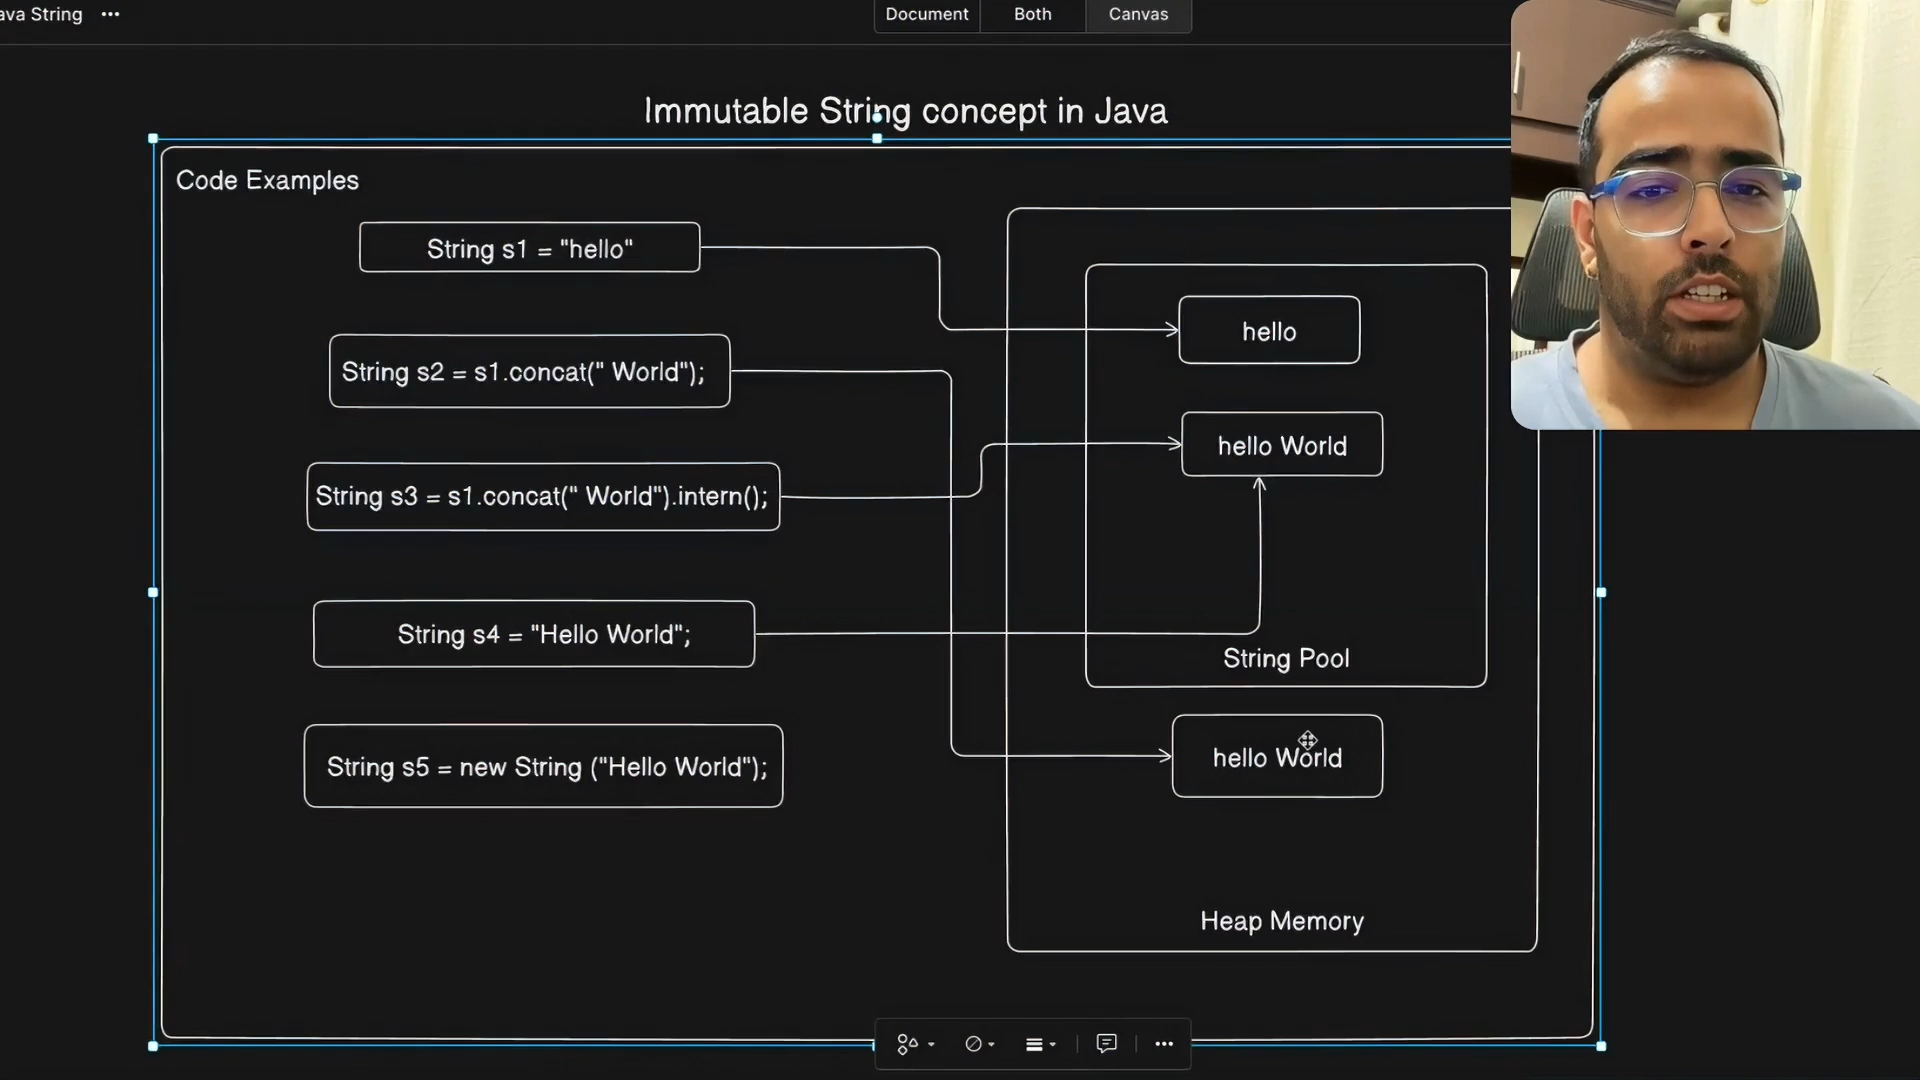 ava String
Document
Both
Canvas
Immutable String concept in Java
Code Examples
String s1 = "hello"
String s2 = s1.concat(" World");
String s3 = s1.concat(" World").intern();
String s4 = "Hello World";
String s5 = new String ("Hello World");
hello
hello World
String Pool
hello World
Heap Memory